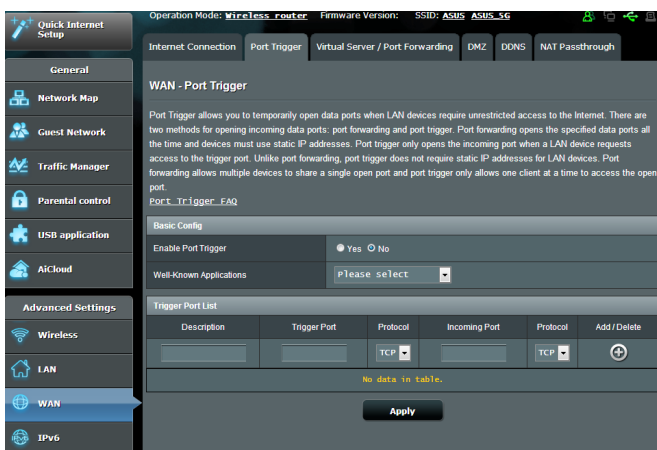 Quick Internet
Setup
General
Network Map
Guest Network
Traffic Manager
Parental control
USB application
AiCloud
Advanced Settings
Wireless
LAN
WAN
IPv6
Operation Mode: Wireless router Firmware Version: SSID: ASUS ASUS_5G
Internet Connection Port Trigger Virtual Server / Port Forwarding DMZ DDNS NAT Passthrough
WAN - Port Trigger
Port Trigger allows you to temporarily open data ports when LAN devices require unrestricted access to the Internet. There are
two methods for opening incoming data ports: port forwarding and port trigger. Port forwarding opens the specified data ports all
the time and devices must use static IP addresses. Port trigger only opens the incoming port when a LAN device requests
access to the trigger port. Unlike port forwarding, port trigger does not require static IP addresses for LAN devices. Port
forwarding allows multiple devices to share a single open port and port trigger only allows one client at a time to access the open
port.
Port Trigger FAQ
Basic Config
Enable Port Trigger Yes No
Well-Known Applications Please select
Trigger Port List
Description Trigger Port Protocol Incoming Port Protocol Add / Delete
TCP TCP
No data in table.
Apply